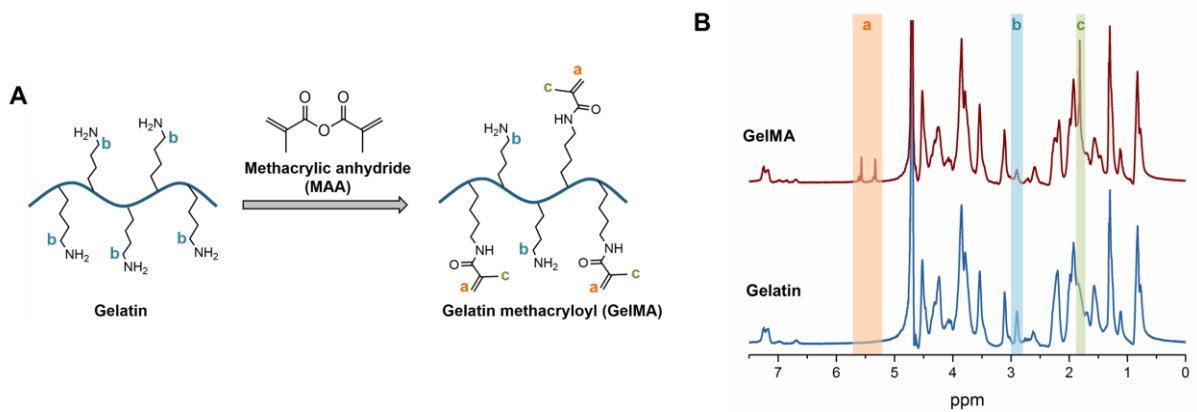 A
H₂N
b
H₂N
b
b
NH₂
b
NH₂
b
NH₂
Gelatin
O
O
O
Methacrylic anhydride
(MAA)
a
c
O
NH
H₂N
b
NH
O
c
a
b
NH₂
NH
O
c
a
Gelatin methacryloyl (GelMA)
B
a
b
c
GelMA
Gelatin
7
6
5
4
3
2
1
0
ppm